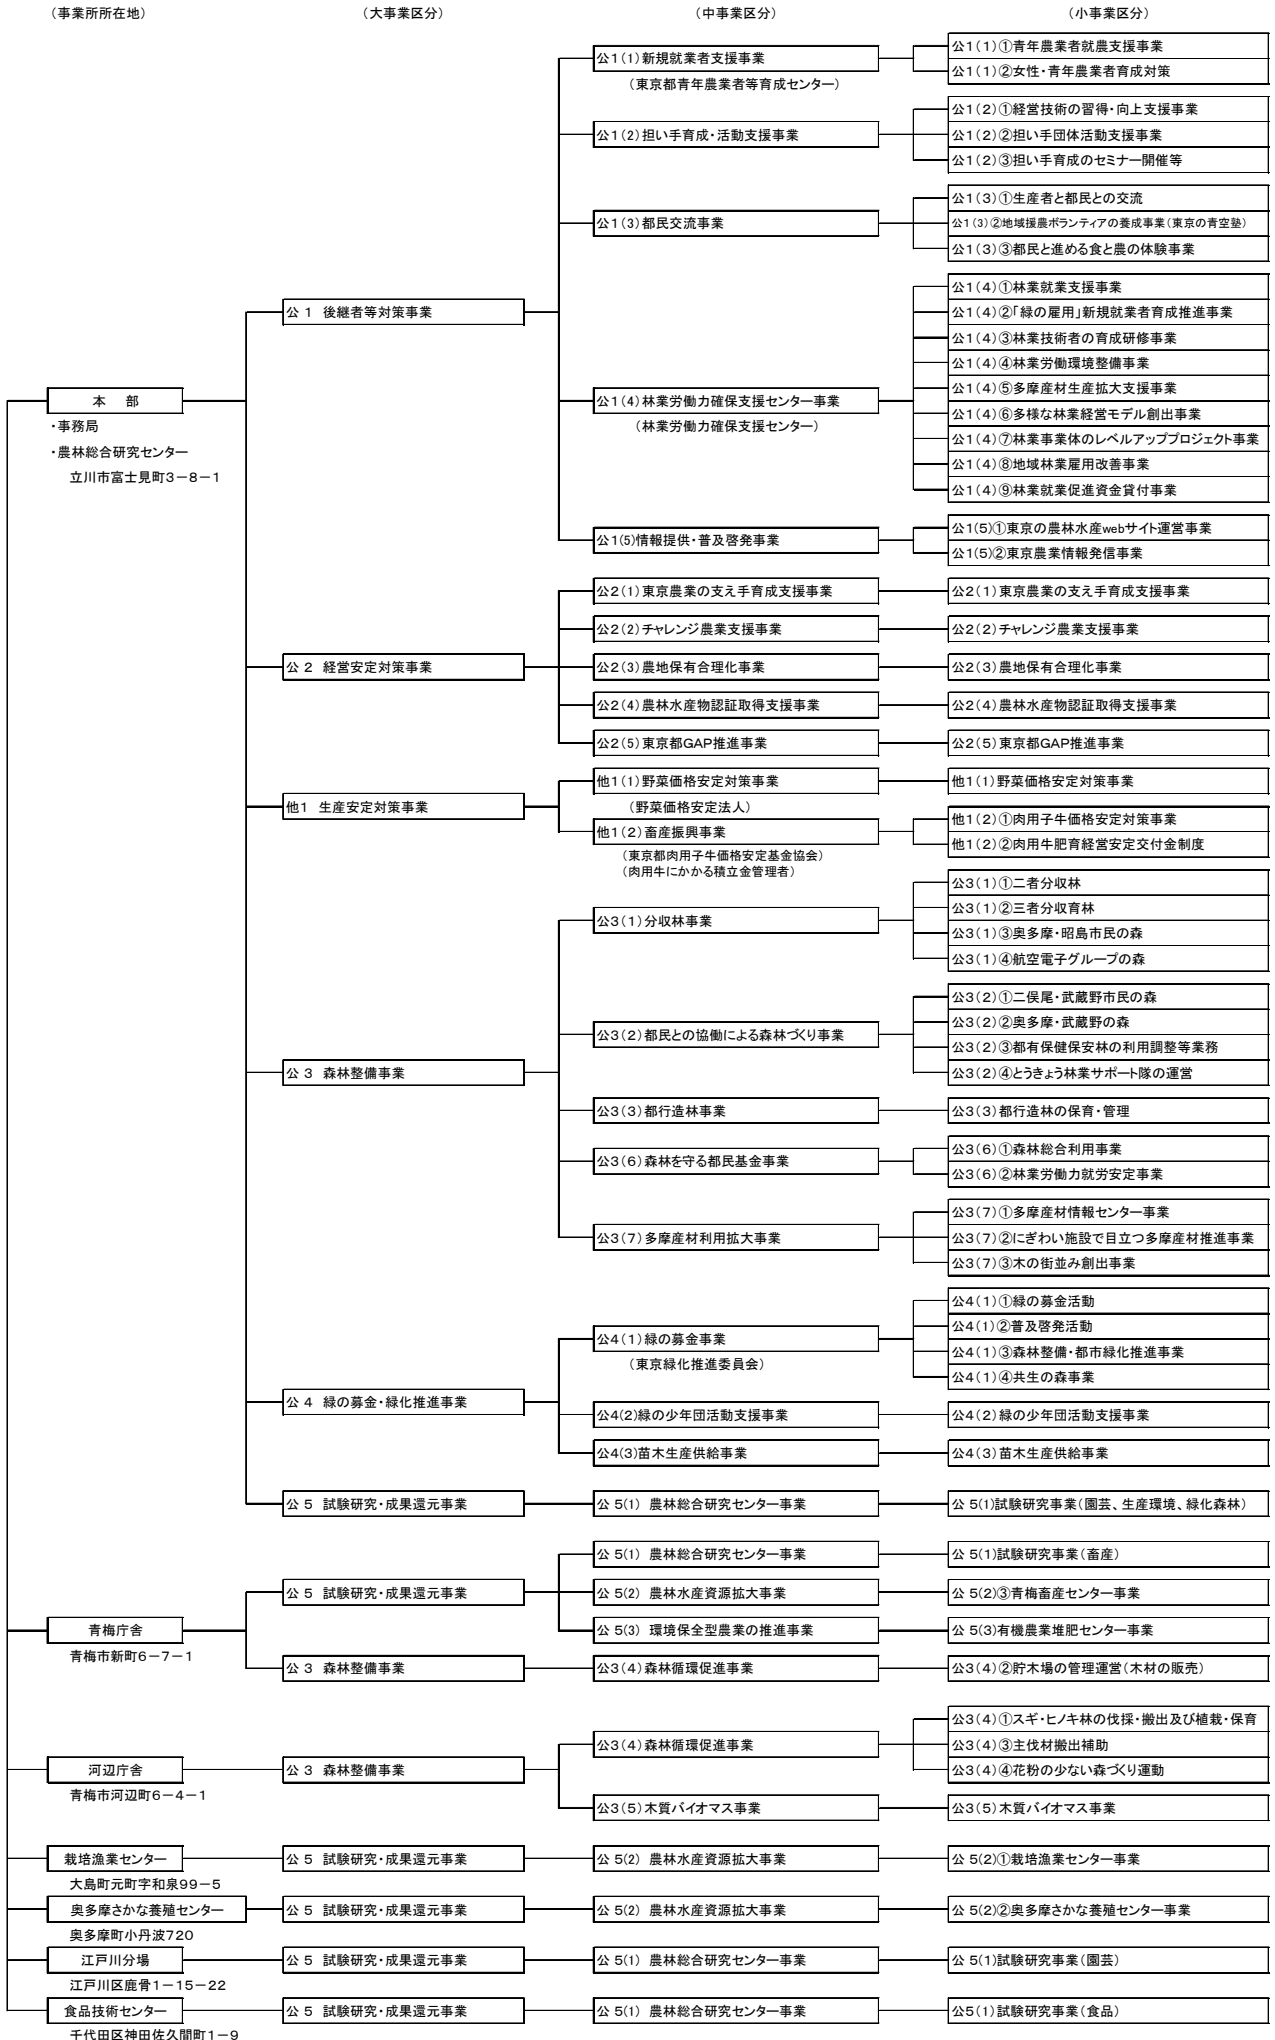 (事業所所在地)
(大事業区分)
(中事業区分)
(小事業区分)
本 部
・事務局
・農林総合研究センター
立川市富士見町3-8-1
公 1 後継者等対策事業
公1(1)新規就業者支援事業
(東京都青年農業者等育成センター)
公1(1)①青年農業者就農支援事業
公1(1)②女性・青年農業者育成対策
公1(2)担い手育成・活動支援事業
公1(2)①経営技術の習得・向上支援事業
公1(2)②担い手団体活動支援事業
公1(2)③担い手育成のセミナー開催等
公1(3)都民交流事業
公1(3)①生産者と都民との交流
公1(3)②地域援農ボランティアの養成事業(東京の青空塾)
公1(3)③都民と進める食と農の体験事業
公1(4)林業労働力確保支援センター事業
(林業労働力確保支援センター)
公1(4)①林業就業支援事業
公1(4)②「緑の雇用」新規就業者育成推進事業
公1(4)③林業技術者の育成研修事業
公1(4)④林業労働環境整備事業
公1(4)⑤多摩産材生産拡大支援事業
公1(4)⑥多様な林業経営モデル創出事業
公1(4)⑦林業事業体のレベルアッププロジェクト事業
公1(4)⑧地域林業雇用改善事業
公1(4)⑨林業就業促進資金貸付事業
公1(5)情報提供・普及啓発事業
公1(5)①東京の農林水産webサイト運営事業
公1(5)②東京農業情報発信事業
公 2 経営安定対策事業
公2(1)東京農業の支え手育成支援事業
公2(1)東京農業の支え手育成支援事業
公2(2)チャレンジ農業支援事業
公2(2)チャレンジ農業支援事業
公2(3)農地保有合理化事業
公2(3)農地保有合理化事業
公2(4)農林水産物認証取得支援事業
公2(4)農林水産物認証取得支援事業
公2(5)東京都GAP推進事業
公2(5)東京都GAP推進事業
他1 生産安定対策事業
他1(1)野菜価格安定対策事業
(野菜価格安定法人)
他1(1)野菜価格安定対策事業
他1(2)畜産振興事業
(東京都肉用子牛価格安定基金協会)
(肉用牛にかかる積立金管理者)
他1(2)①肉用子牛価格安定対策事業
他1(2)②肉用牛肥育経営安定交付金制度
公 3 森林整備事業
公3(1)分収林事業
公3(1)①二者分収林
公3(1)②三者分収育林
公3(1)③奥多摩・昭島市民の森
公3(1)④航空電子グループの森
公3(2)都民との協働による森林づくり事業
公3(2)①二俣尾・武蔵野市民の森
公3(2)②奥多摩・武蔵野の森
公3(2)③都有保健保安林の利用調整等業務
公3(2)④とうきょう林業サポート隊の運営
公3(3)都行造林事業
公3(3)都行造林の保育・管理
公3(6)森林を守る都民基金事業
公3(6)①森林総合利用事業
公3(6)②林業労働力就労安定事業
公3(7)多摩産材利用拡大事業
公3(7)①多摩産材情報センター事業
公3(7)②にぎわい施設で目立つ多摩産材推進事業
公3(7)③木の街並み創出事業
公 4 緑の募金・緑化推進事業
公4(1)緑の募金事業
(東京緑化推進委員会)
公4(1)①緑の募金活動
公4(1)②普及啓発活動
公4(1)③森林整備・都市緑化推進事業
公4(1)④共生の森事業
公4(2)緑の少年団活動支援事業
公4(2)緑の少年団活動支援事業
公4(3)苗木生産供給事業
公4(3)苗木生産供給事業
公 5 試験研究・成果還元事業
公 5(1) 農林総合研究センター事業
公 5(1)試験研究事業(園芸、生産環境、緑化森林)
青梅庁舎
青梅市新町6-7-1
公 5 試験研究・成果還元事業
公 5(1) 農林総合研究センター事業
公 5(1)試験研究事業(畜産)
公 5(2) 農林水産資源拡大事業
公 5(2)③青梅畜産センター事業
公 5(3) 環境保全型農業の推進事業
公 5(3)有機農業堆肥センター事業
公 3 森林整備事業
公3(4)森林循環促進事業
公3(4)②貯木場の管理運営(木材の販売)
河辺庁舎
青梅市河辺町6-4-1
公 3 森林整備事業
公3(4)森林循環促進事業
公3(4)①スギ・ヒノキ林の伐採・搬出及び植栽・保育
公3(4)③主伐材搬出補助
公3(4)④花粉の少ない森づくり運動
公3(5)木質バイオマス事業
公3(5)木質バイオマス事業
栽培漁業センター
大島町元町字和泉99-5
公 5 試験研究・成果還元事業
公 5(2) 農林水産資源拡大事業
公 5(2)①栽培漁業センター事業
奥多摩さかな養殖センター
奥多摩町小丹波720
公 5 試験研究・成果還元事業
公 5(2) 農林水産資源拡大事業
公 5(2)②奥多摩さかな養殖センター事業
江戸川分場
江戸川区鹿骨1-15-22
公 5 試験研究・成果還元事業
公 5(1) 農林総合研究センター事業
公 5(1)試験研究事業(園芸)
食品技術センター
千代田区神田佐久間町1-9
公 5 試験研究・成果還元事業
公 5(1) 農林総合研究センター事業
公5(1)試験研究事業(食品)